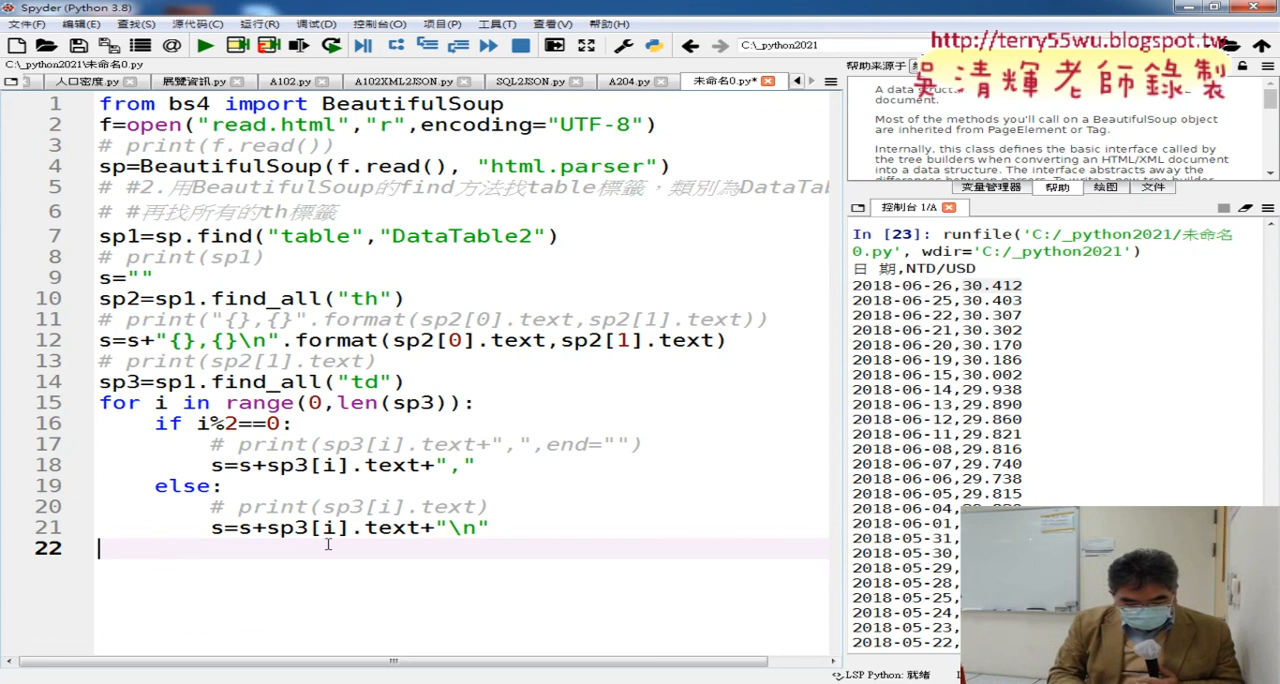 Spyder (Python 3.8)
文件(F) 编辑(E) 查找(S) 源代码(C) 运行(R) 调试(D) 控制台(O) 项目(P) 工具(T) 查看(V) 帮助(H)
C:\_python2021
http://terry55wu.blogspot.tw
C:\_python2021\未命名0.py
帮助来源于
吳清輝老師錄製
人口密度.py 展覽資訊.py A102.py A102XML2JSON.py SQL2JSON.py A204.py 未命名0.py*
1 from bs4 import BeautifulSoup
2 f=open("read.html","r",encoding="UTF-8")
3 # print(f.read())
4 sp=BeautifulSoup(f.read(), "html.parser")
5 # #2.用BeautifulSoup的find方法找table標籤，類別為DataTab
6 # #再找所有的th標籤
7 sp1=sp.find("table","DataTable2")
8 # print(sp1)
9 s=""
10 sp2=sp1.find_all("th")
11 # print("{},{}".format(sp2[0].text,sp2[1].text))
12 s=s+"{},{}\n".format(sp2[0].text,sp2[1].text)
13 # print(sp2[1].text)
14 sp3=sp1.find_all("td")
15 for i in range(0,len(sp3)):
16 if i%2==0:
17 # print(sp3[i].text+",",end="")
18 s=s+sp3[i].text+","
19 else:
20 # print(sp3[i].text)
21 s=s+sp3[i].text+"\n"
22
A data
document.
Most of the methods you'll call on a BeautifulSoup object
are inherited from PageElement or Tag.
Internally, this class defines the basic interface called by
the tree builders when converting an HTML/XML document
into a data structure. The interface abstracts away the
变量管理器 帮助 绘图 文件
控制台 1/A
In [23]: runfile('C:/_python2021/未命名
0.py', wdir='C:/_python2021')
日 期,NTD/USD
2018-06-26,30.412
2018-06-25,30.403
2018-06-22,30.307
2018-06-21,30.302
2018-06-20,30.170
2018-06-19,30.186
2018-06-15,30.002
2018-06-14,29.938
2018-06-13,29.890
2018-06-12,29.860
2018-06-11,29.821
2018-06-08,29.816
2018-06-07,29.740
2018-06-06,29.738
2018-06-05,29.815
2018-06-04,
2018-06-01,
2018-05-31,
2018-05-30,
2018-05-29,
2018-05-28,
2018-05-25,
2018-05-24,
2018-05-23,
2018-05-22,
LSP Python: 就绪